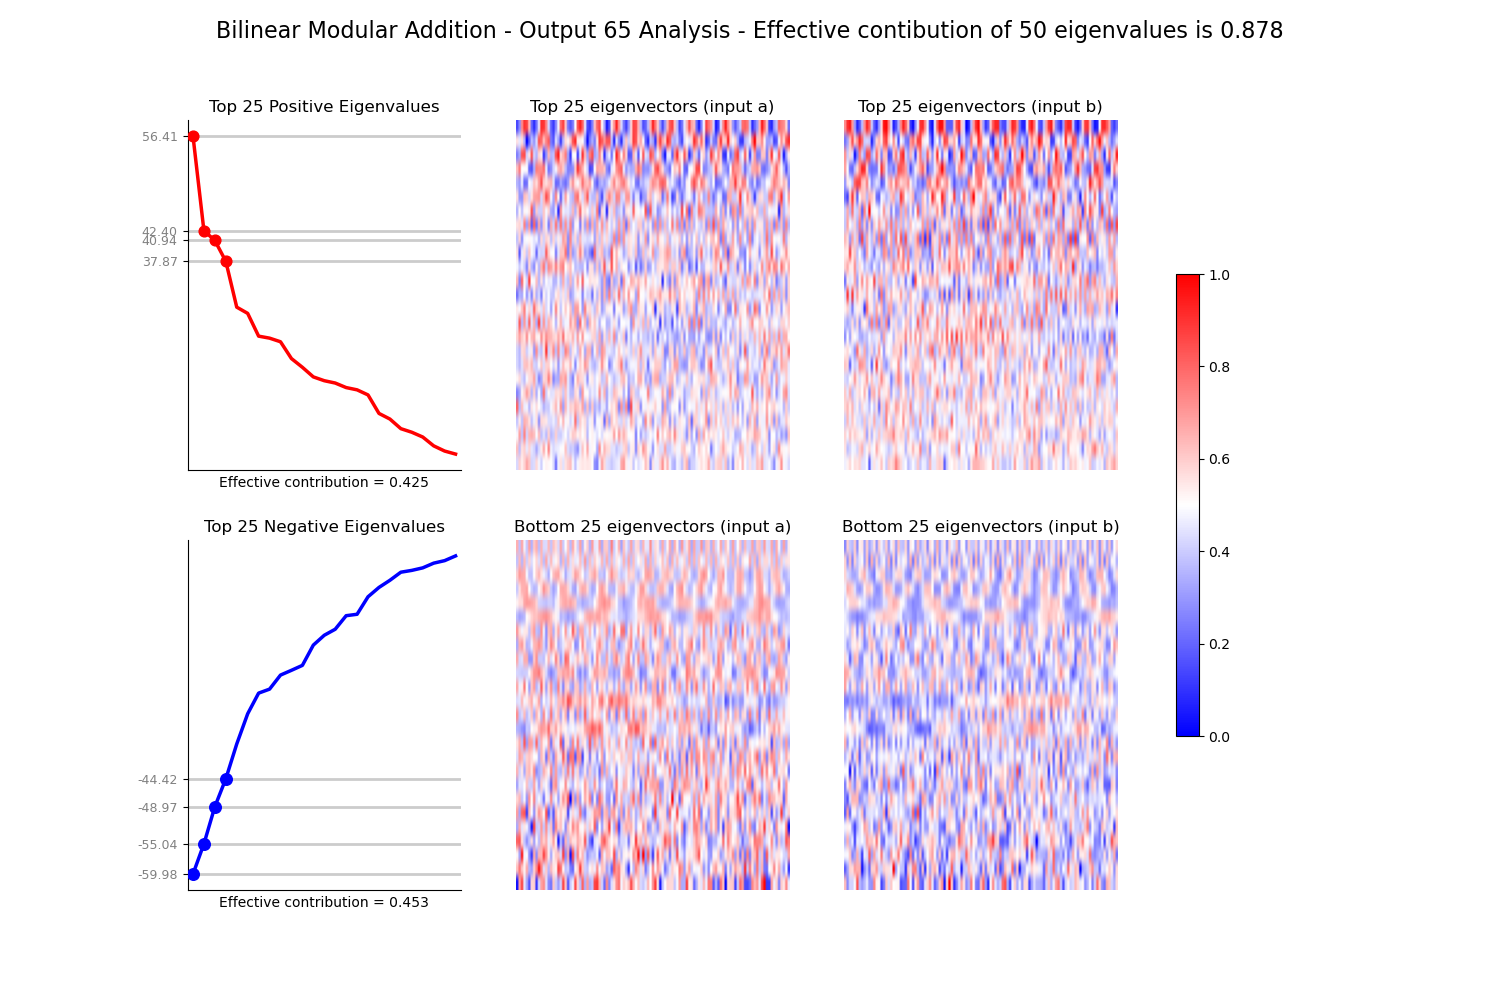 Bilinear Modular Addition - Output 65 Analysis - Effective contibution of 50 eigenvalues is 0.878
Top 25 Positive Eigenvalues
Top 25 eigenvectors (input a)
Top 25 eigenvectors (input b)
56.41
42.40
40.94
37.87
Effective contribution = 0.425
1.0
0.8
0.6
0.4
0.2
0.0
Top 25 Negative Eigenvalues
Bottom 25 eigenvectors (input a)
Bottom 25 eigenvectors (input b)
-44.42
-48.97
-55.04
-59.98
Effective contribution = 0.453